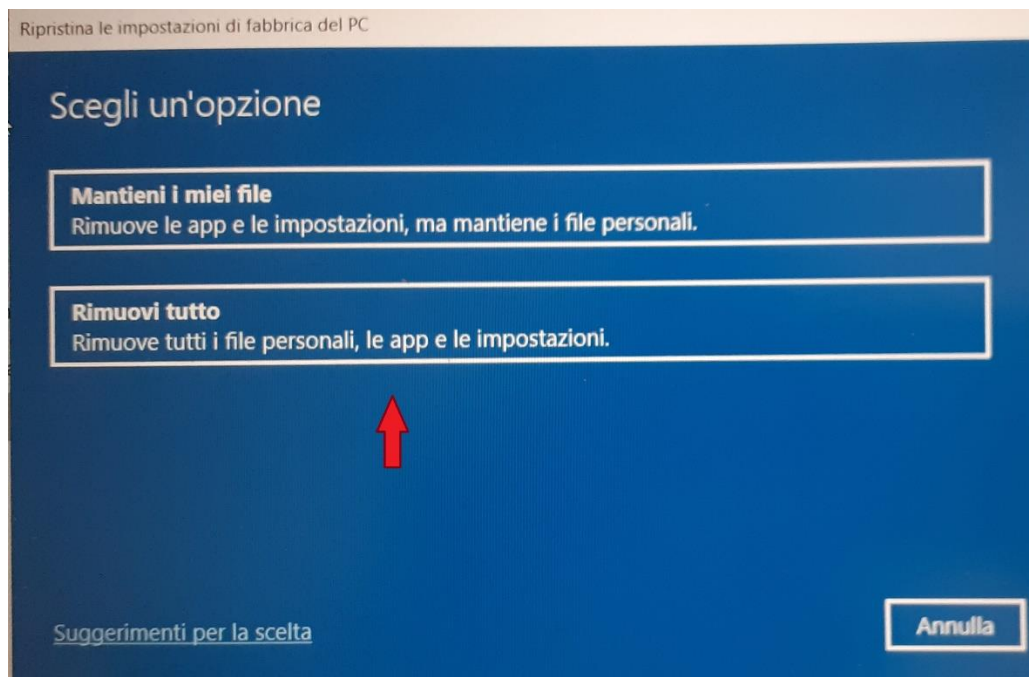 Ripristina le impostazioni di fabbrica del PC
Scegli un'opzione
Mantieni i miei file
Rimuove le app e le impostazioni, ma mantiene i file personali.
Rimuovi tutto
Rimuove tutti i file personali, le app e le impostazioni.
Suggerimenti per la scelta
Annulla